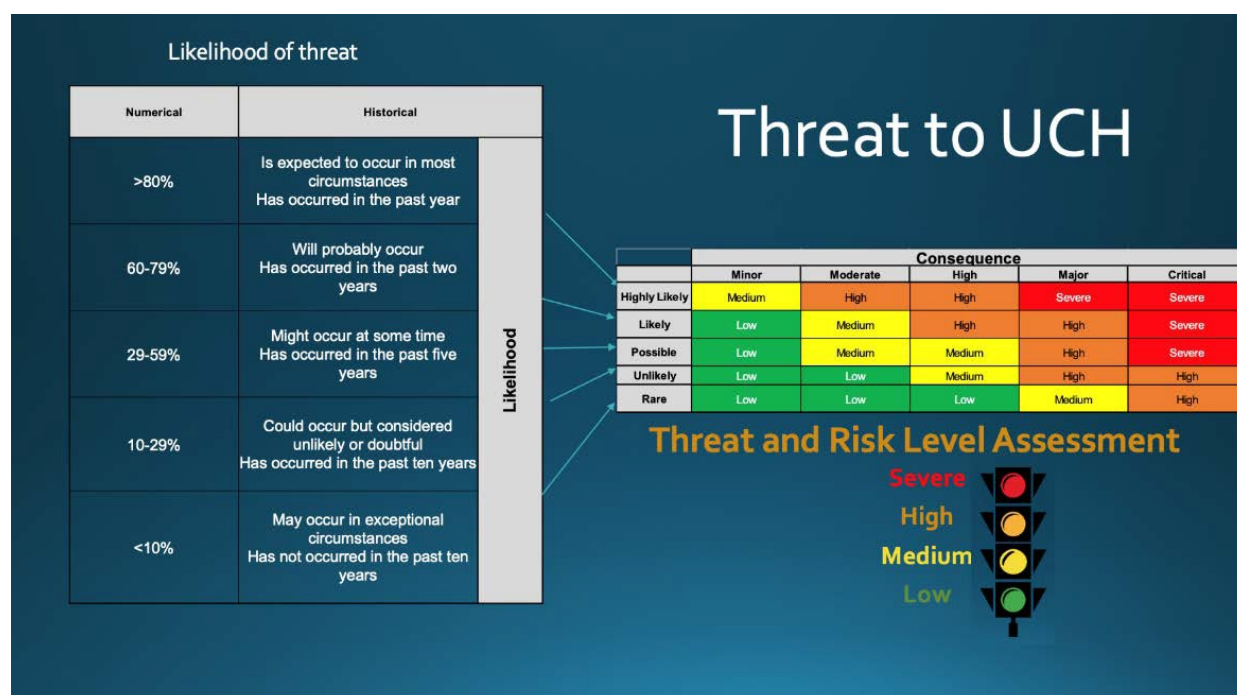 Likelihood of threat
Numerical
Historical
>80%
Is expected to occur in most
circumstances
Has occurred in the past year
60-79%
Will probably occur
Has occurred in the past two
years
29-59%
Might occur at some time
Has occurred in the past five
years
10-29%
Could occur but considered
unlikely or doubtful
Has occurred in the past ten years
<10%
May occur in exceptional
circumstances
Has not occurred in the past ten
years
Likelihood
Threat to UCH
Consequence
Minor Moderate High Major Critical
Highly Likely Medium High High Severe Severe
Likely Low Medium High High Severe
Possible Low Medium Medium High Severe
Unlikely Low Low Medium High High
Rare Low Low Low Medium High
Threat and Risk Level Assessment
Severe
High
Medium
Low